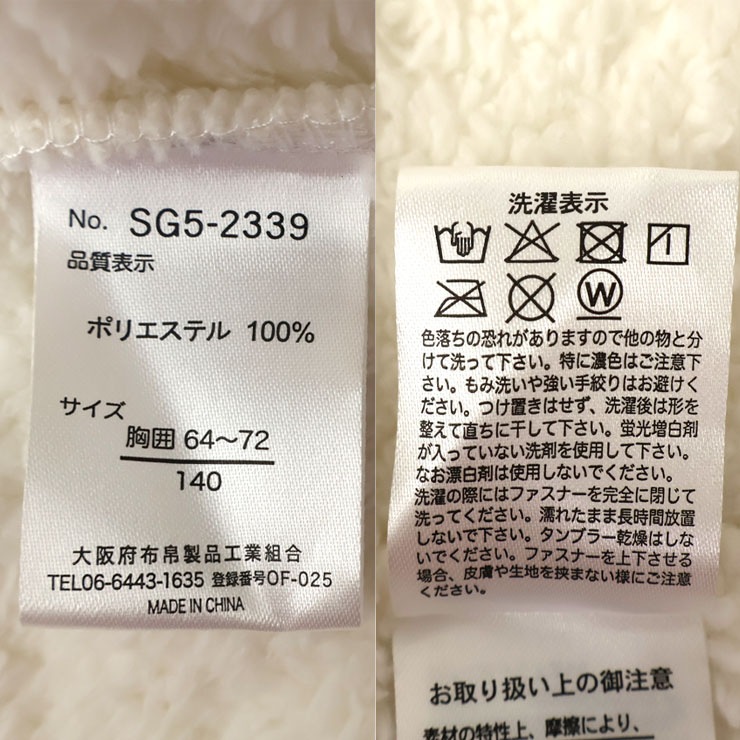 No. SG5-2339
品質表示
ポリエステル 100%
サイズ
胸囲 64～72
140
大阪府布帛製品工業組合
TEL06-6443-1635 登録番号OF-025
MADE IN CHINA
洗濯表示
W
色落ちの恐れがありますので他の物と分
けて洗って下さい。特に濃色はご注意下
さい。もみ洗いや強い手絞りはお避けく
ださい。つけ置きはせず、洗濯後は形を
整えて直ちに干して下さい。蛍光増白剤
が入っていない洗剤を使用して下さい。
なお漂白剤は使用しないでください。
洗濯の際にはファスナーを完全に閉じて
洗ってください。濡れたまま長時間放置
しないで下さい。タンブラー乾燥はしな
いでください。ファスナーを上下させる
場合、皮膚や生地を挟まない様にご注意
ください。
お取り扱い上の御注意
素材の特性上、摩擦により、